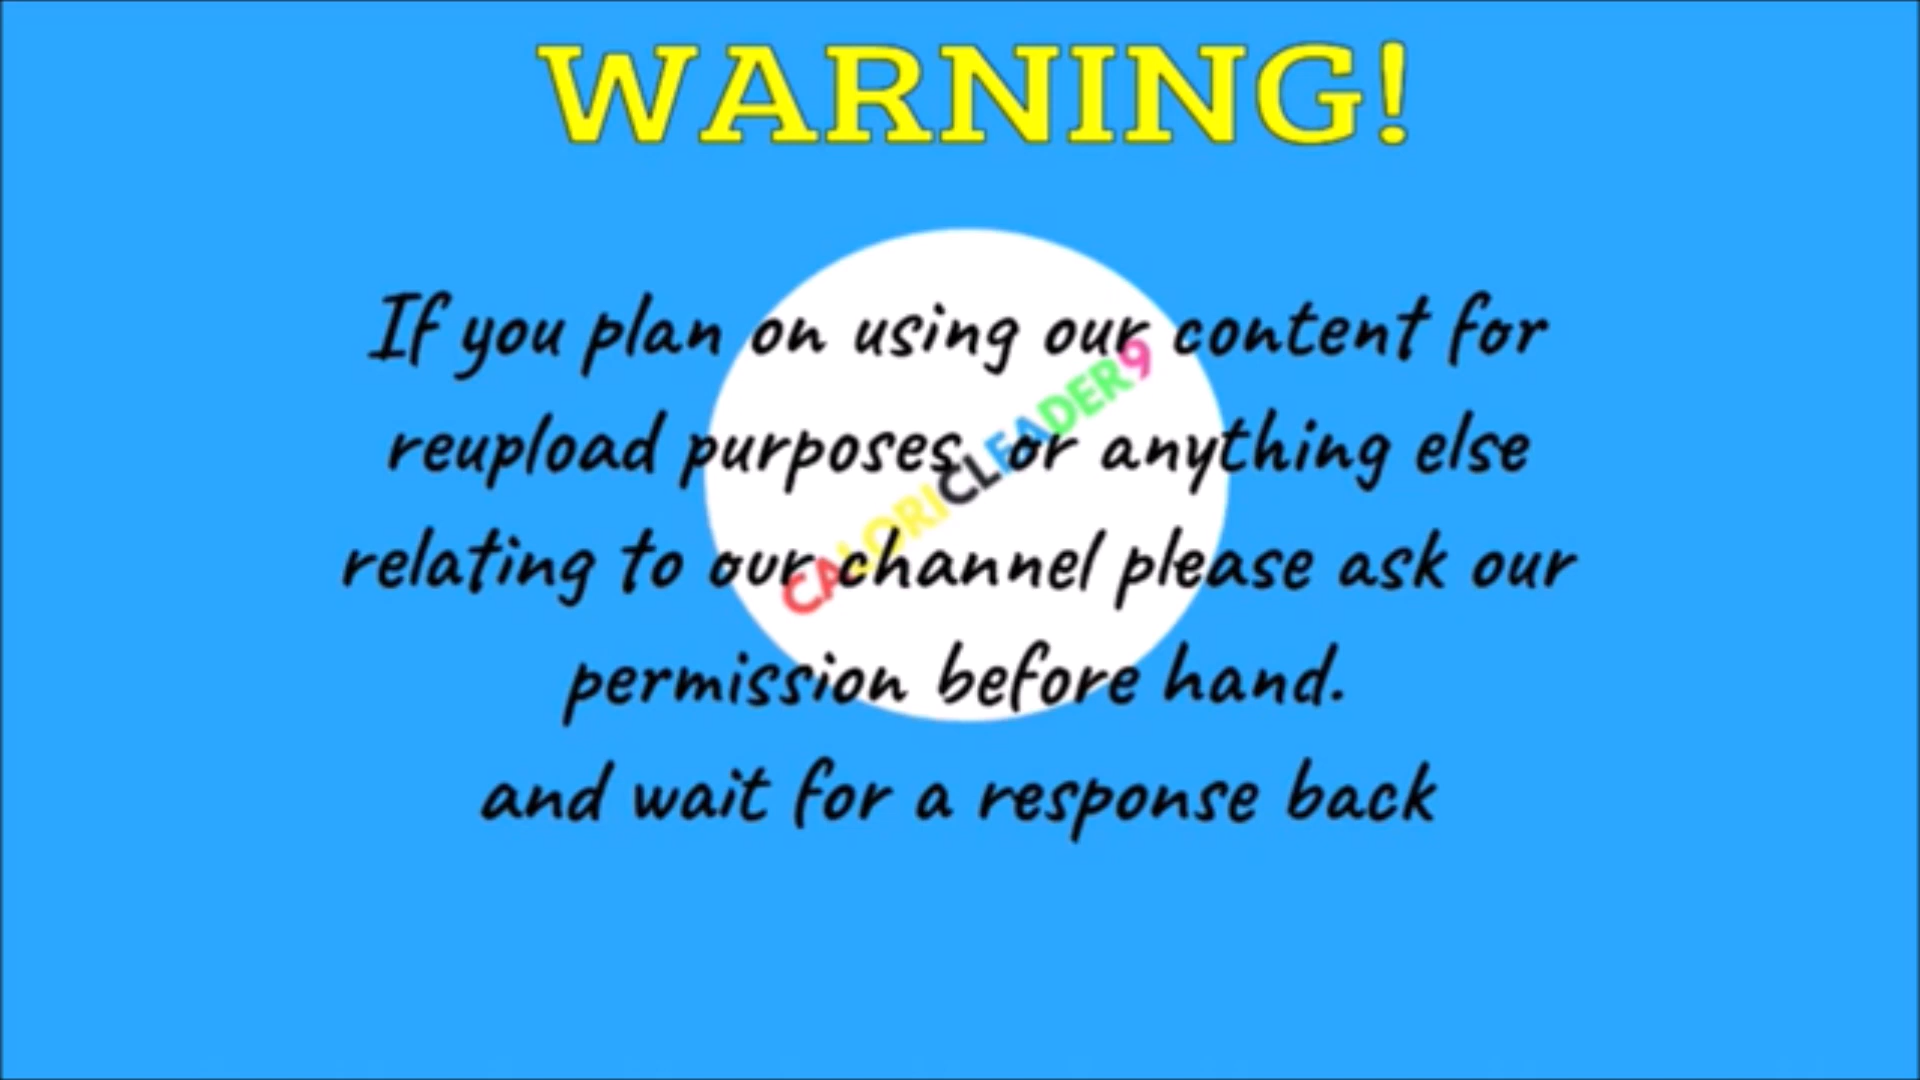 WARNING!
If you plan on using our content for
reupload purposes, or anything else
relating to our channel please ask our
permission before hand.
and wait for a response back
CALORICLEADER9